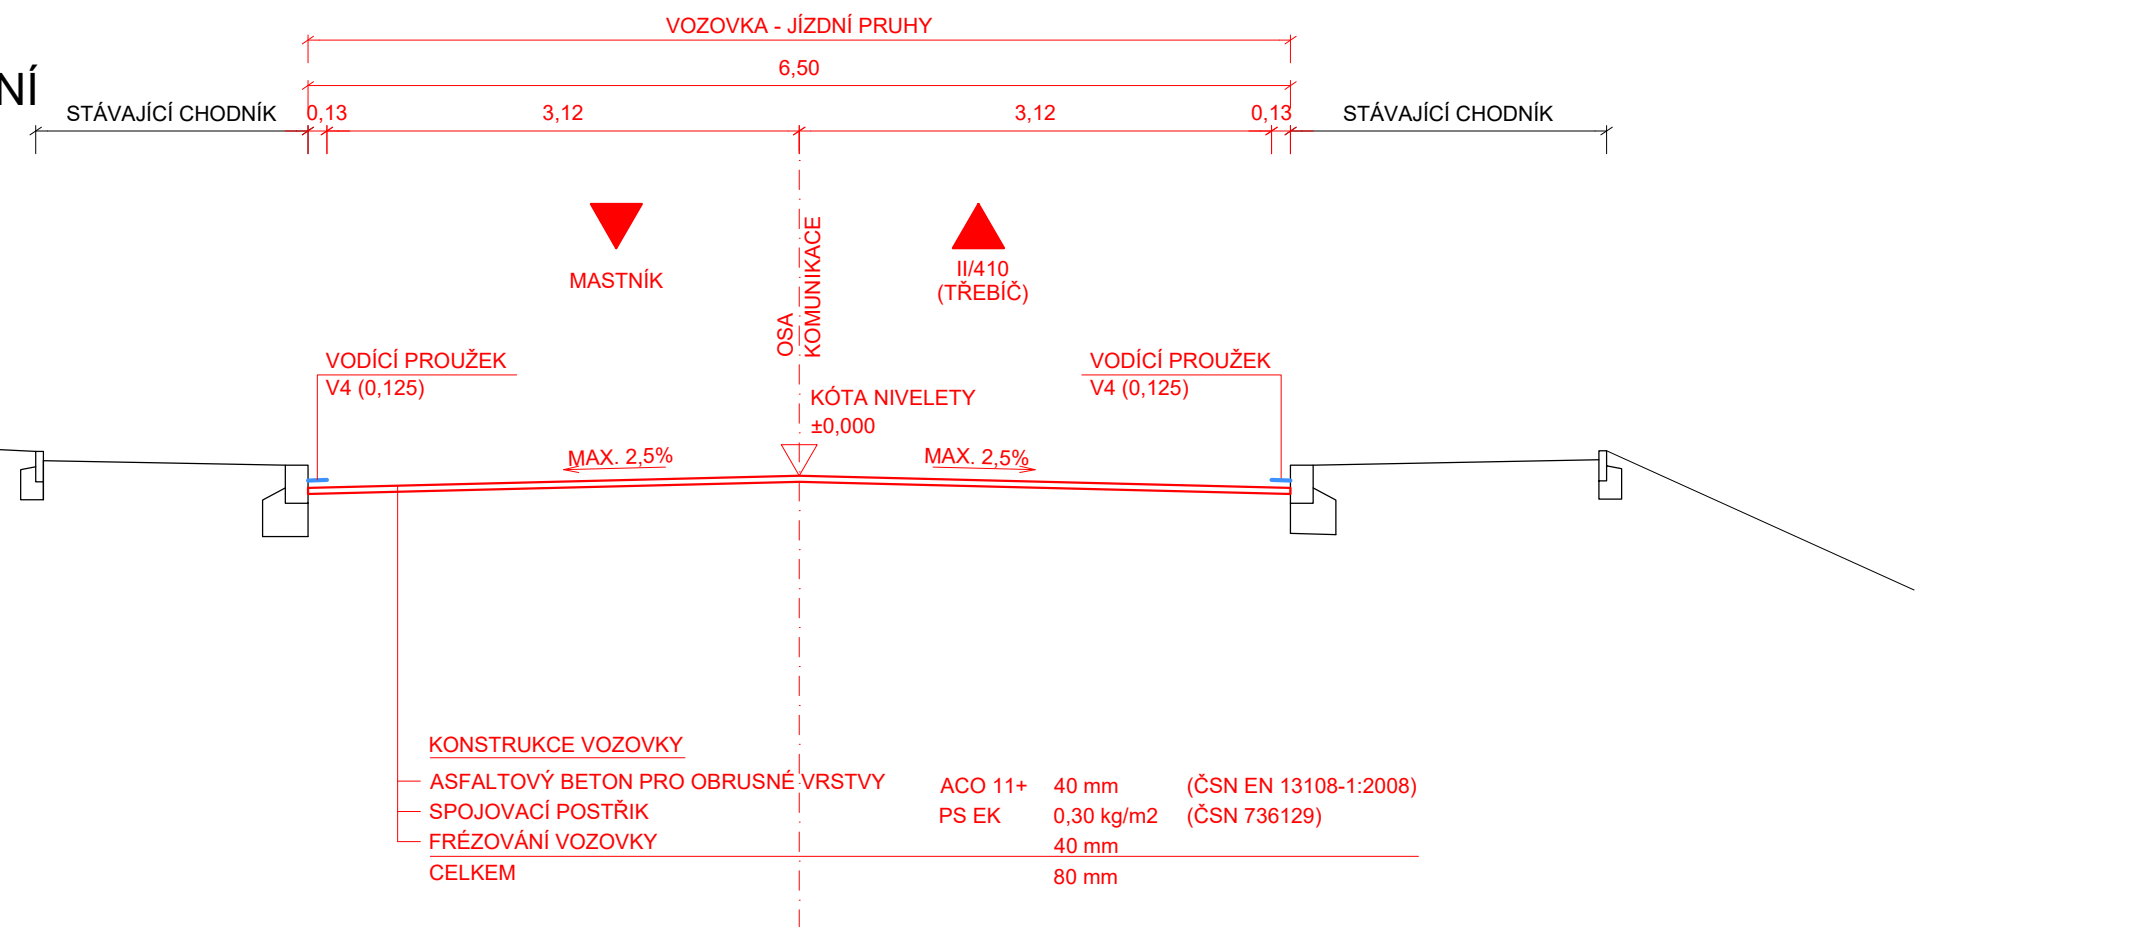 VOZOVKA - JÍZDNÍ PRUHY
6,50
NÍ
STÁVAJÍCÍ CHODNÍK
0,13
3,12
3,12
0,13
STÁVAJÍCÍ CHODNÍK
MASTNÍK
OSA
KOMUNIKACE
II/410
(TŘEBÍČ)
VODÍCÍ PROUŽEK
V4 (0,125)
VODÍCÍ PROUŽEK
V4 (0,125)
KÓTA NIVELETY
±0,000
MAX. 2,5%
MAX. 2,5%
KONSTRUKCE VOZOVKY
ASFALTOVÝ BETON PRO OBRUSNÉ VRSTVY ACO 11+ 40 mm (ČSN EN 13108-1:2008)
SPOJOVACÍ POSTŘIK PS EK 0,30 kg/m2 (ČSN 736129)
FRÉZOVÁNÍ VOZOVKY 40 mm
CELKEM 80 mm